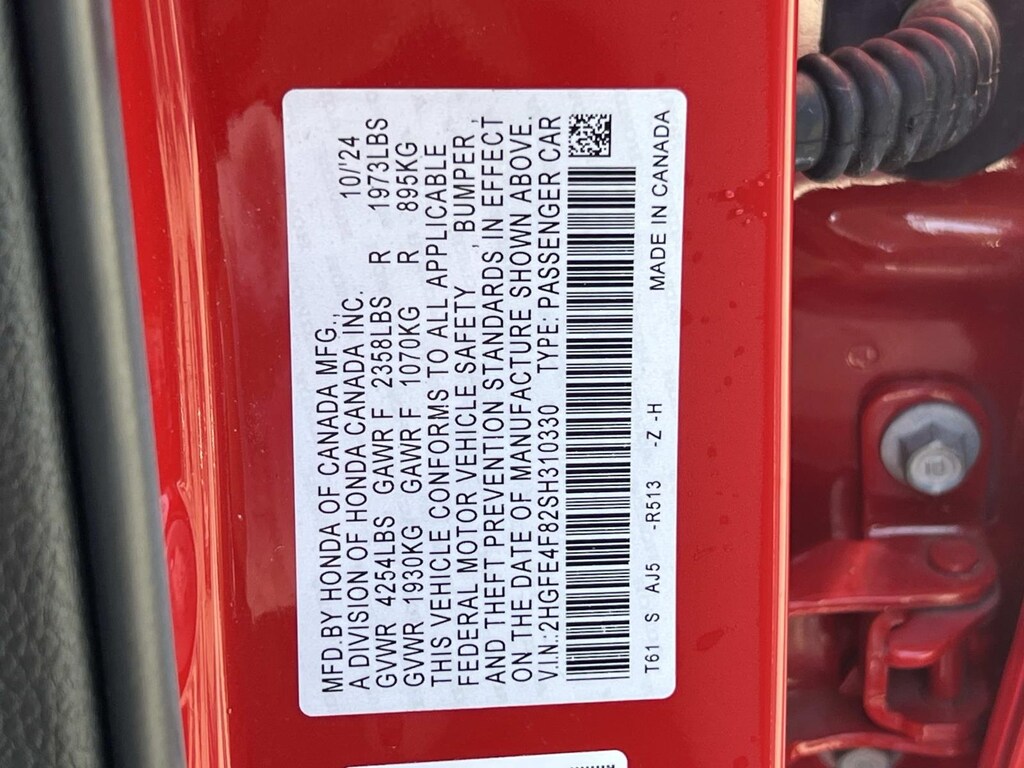 MFD.BY HONDA OF CANADA MFG.,
A DIVISION OF HONDA CANADA INC. 10/'24
GVWR 4254LBS GAWR F 2358LBS R 1973LBS
GVWR 1930KG GAWR F 1070KG R 895KG
THIS VEHICLE CONFORMS TO ALL APPLICABLE
FEDERAL MOTOR VEHICLE SAFETY , BUMPER ,
AND THEFT PREVENTION STANDARDS IN EFFECT
ON THE DATE OF MANUFACTURE SHOWN ABOVE.
V.I.N.:2HGFE4F82SH310330 TYPE: PASSENGER CAR
T61 S AJ5 -R513 -Z -H MADE IN CANADA